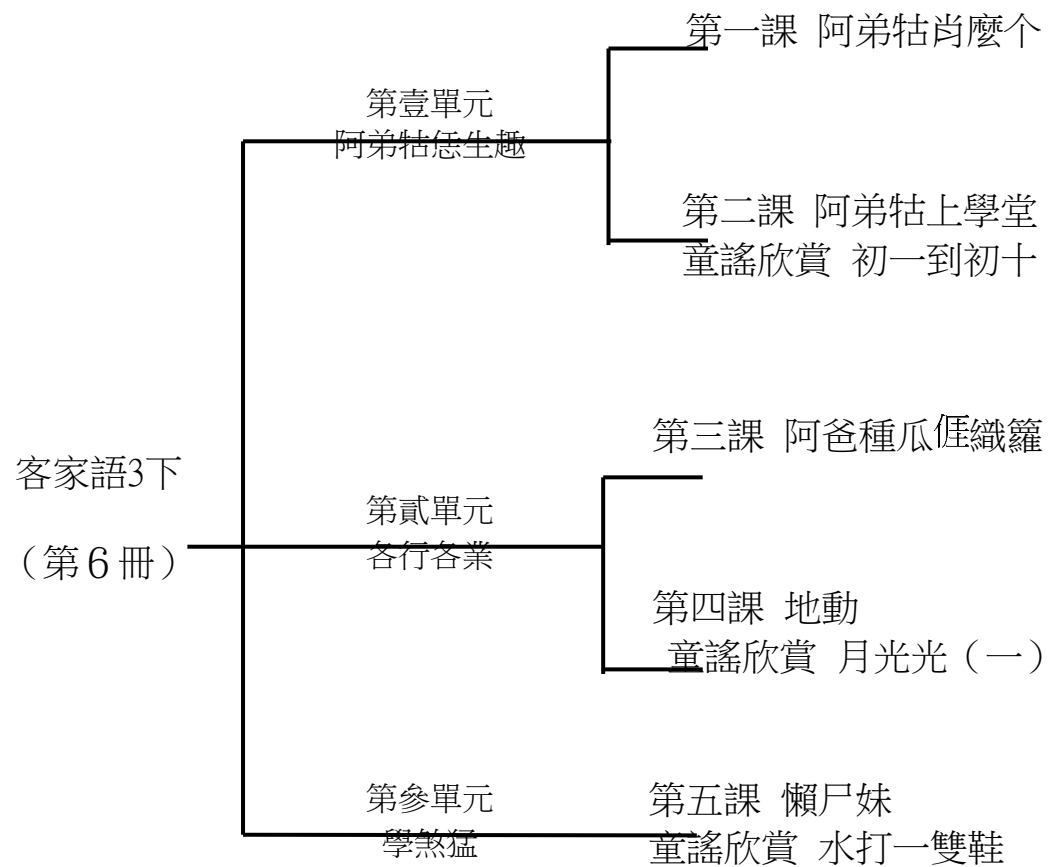 客家語3下
（第６冊）
第壹單元
阿弟牯恁生趣
第一課 阿弟牯肖麼个
第二課 阿弟牯上學堂
童謠欣賞 初一到初十
第貳單元
各行各業
第三課 阿爸種瓜𠊎織籮
第四課 地動
童謠欣賞 月光光（一）
第參單元
學煞猛
第五課 懶尸妹
童謠欣賞 水打一雙鞋